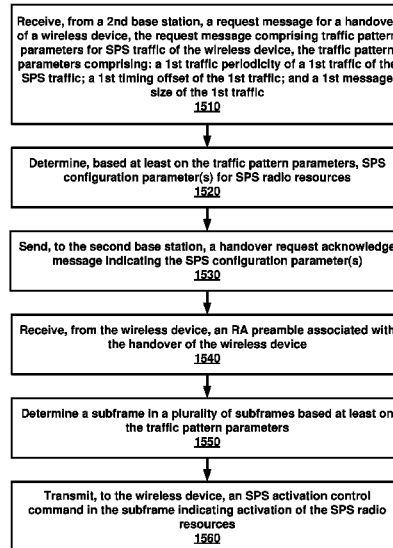 Receive, from a 2nd base station, a request message for a handover
of a wireless device, the request message comprising traffic pattern
parameters for SPS traffic of the wireless device, the traffic pattern
parameters comprising: a 1st traffic periodicity of a 1st traffic of the
SPS traffic; a 1st timing offset of the 1st traffic; and a 1st message
size of the 1st traffic
1510
Determine, based at least on the traffic pattern parameters, SPS
configuration parameter(s) for SPS radio resources
1520
Send, to the second base station, a handover request acknowledge
message indicating the SPS configuration parameter(s)
1530
Receive, from the wireless device, an RA preamble associated with
the handover of the wireless device
1540
Determine a subframe in a plurality of subframes based at least on
the traffic pattern parameters
1550
Transmit, to the wireless device, an SPS activation control
command in the subframe indicating activation of the SPS radio
resources
1560